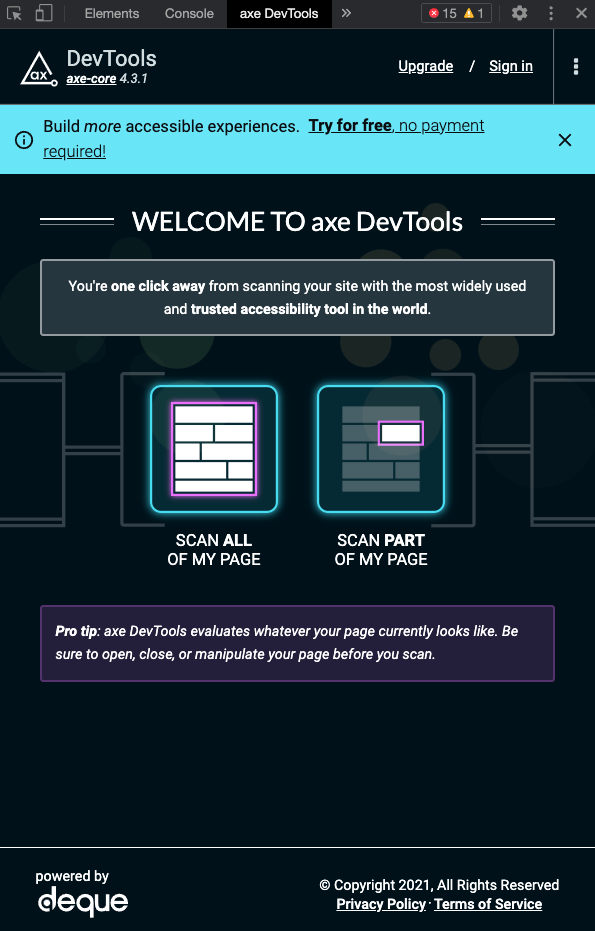 Elements Console axe DevTools 15 1
ax DevTools
axe-core 4.3.1
Upgrade / Sign in
Build more accessible experiences. Try for free, no payment
required!
WELCOME TO axe DevTools
You're one click away from scanning your site with the most widely used
and trusted accessibility tool in the world.
SCAN ALL
OF MY PAGE
SCAN PART
OF MY PAGE
Pro tip: axe DevTools evaluates whatever your page currently looks like. Be
sure to open, close, or manipulate your page before you scan.
powered by
deque
© Copyright 2021, All Rights Reserved
Privacy Policy · Terms of Service